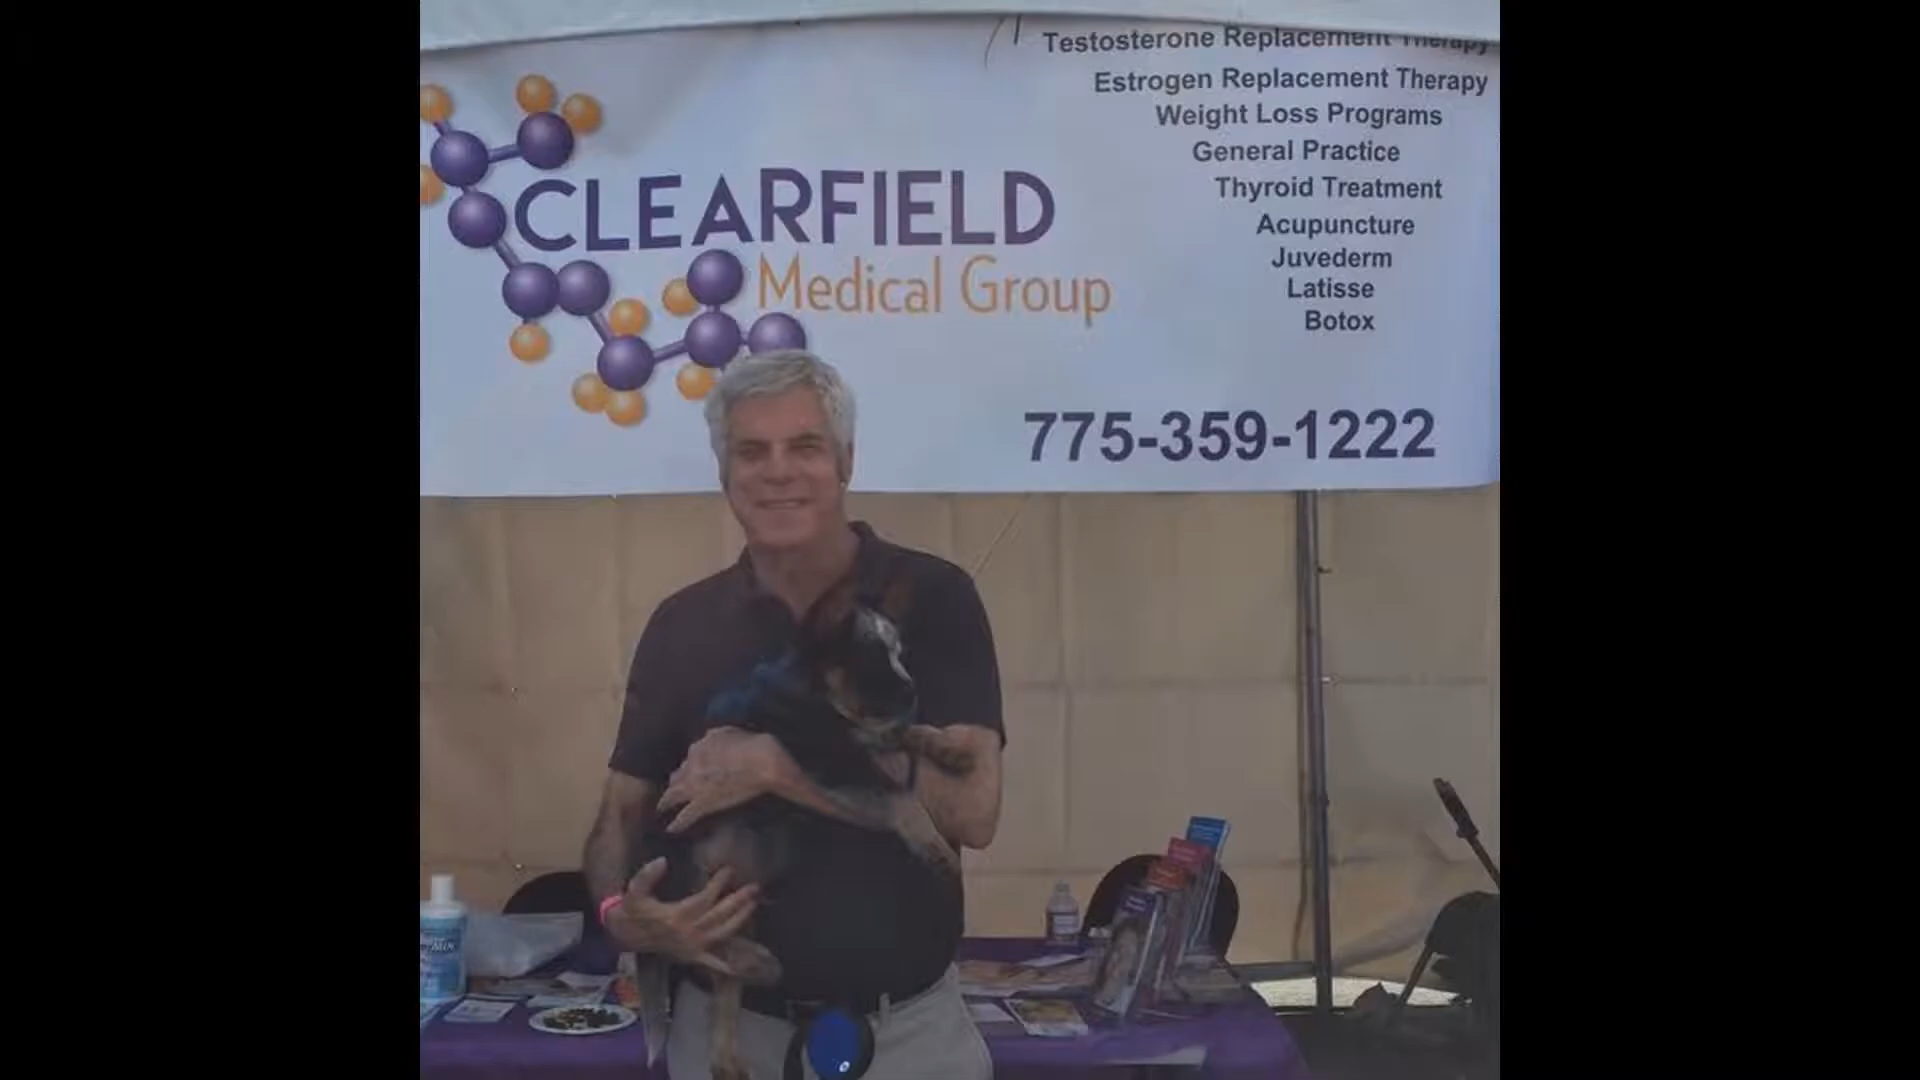 Testosterone Replacement Therapy
Estrogen Replacement Therapy
Weight Loss Programs
General Practice
Thyroid Treatment
Acupuncture
Juvederm
Latisse
Botox
CLEARFIELD
Medical Group
775-359-1222